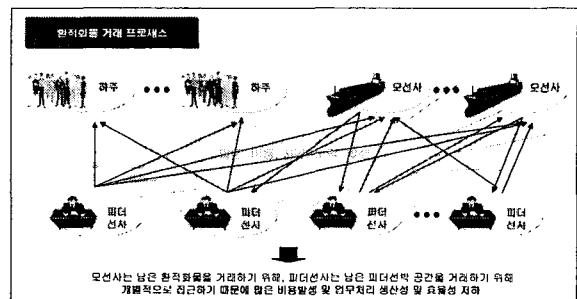 환적화물 거래 프로세스
하주 하주 모선사 모선사
피더 선사
피더 선사
피더 선사
피더 선사
모선사는 남은 환적화물을 거래하기 위해, 피더선사는 남은 피더선박 공간을 거래하기 위해
개별적으로 접근하기 때문에 많은 비용발생 및 업무처리 생산성 및 효율성 저하